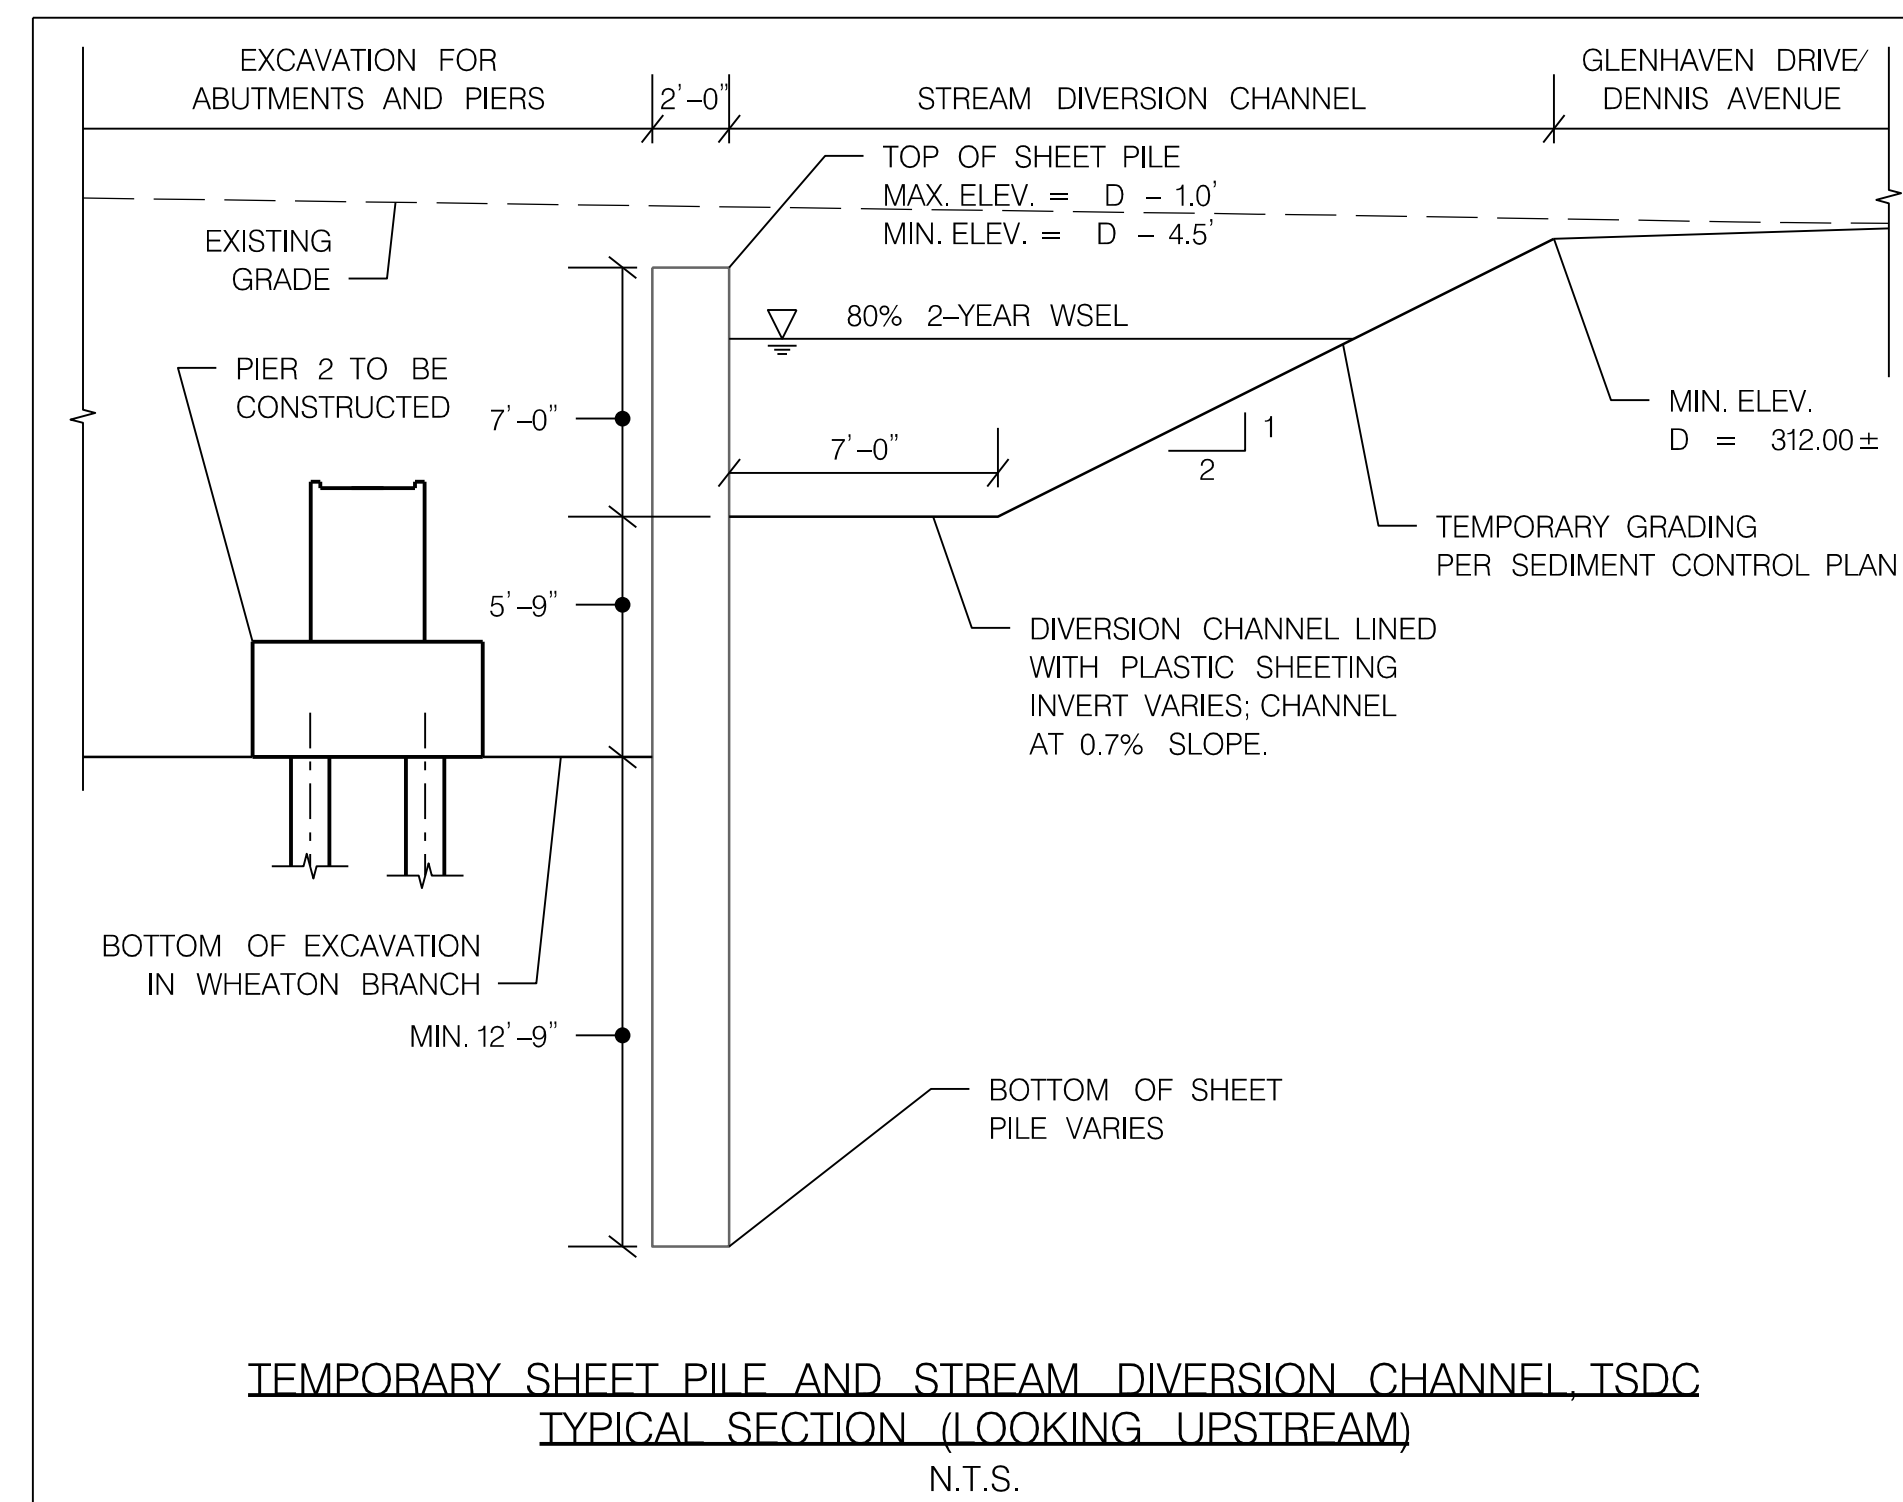 EXCAVATION FOR
ABUTMENTS AND PIERS
2'-0"
STREAM DIVERSION CHANNEL
GLENHAVEN DRIVE/
DENNIS AVENUE
TOP OF SHEET PILE
MAX. ELEV. = D - 1.0'
MIN. ELEV. = D - 4.5'
EXISTING
GRADE
80% 2-YEAR WSEL
PIER 2 TO BE
CONSTRUCTED
7'-0"
7'-0"
1
2
MIN. ELEV.
D = 312.00±
TEMPORARY GRADING
PER SEDIMENT CONTROL PLAN
5'-9"
DIVERSION CHANNEL LINED
WITH PLASTIC SHEETING
INVERT VARIES; CHANNEL
AT 0.7% SLOPE.
BOTTOM OF EXCAVATION
IN WHEATON BRANCH
MIN. 12'-9"
BOTTOM OF SHEET
PILE VARIES
TEMPORARY SHEET PILE AND STREAM DIVERSION CHANNEL, TSDC
TYPICAL SECTION (LOOKING UPSTREAM)
N.T.S.